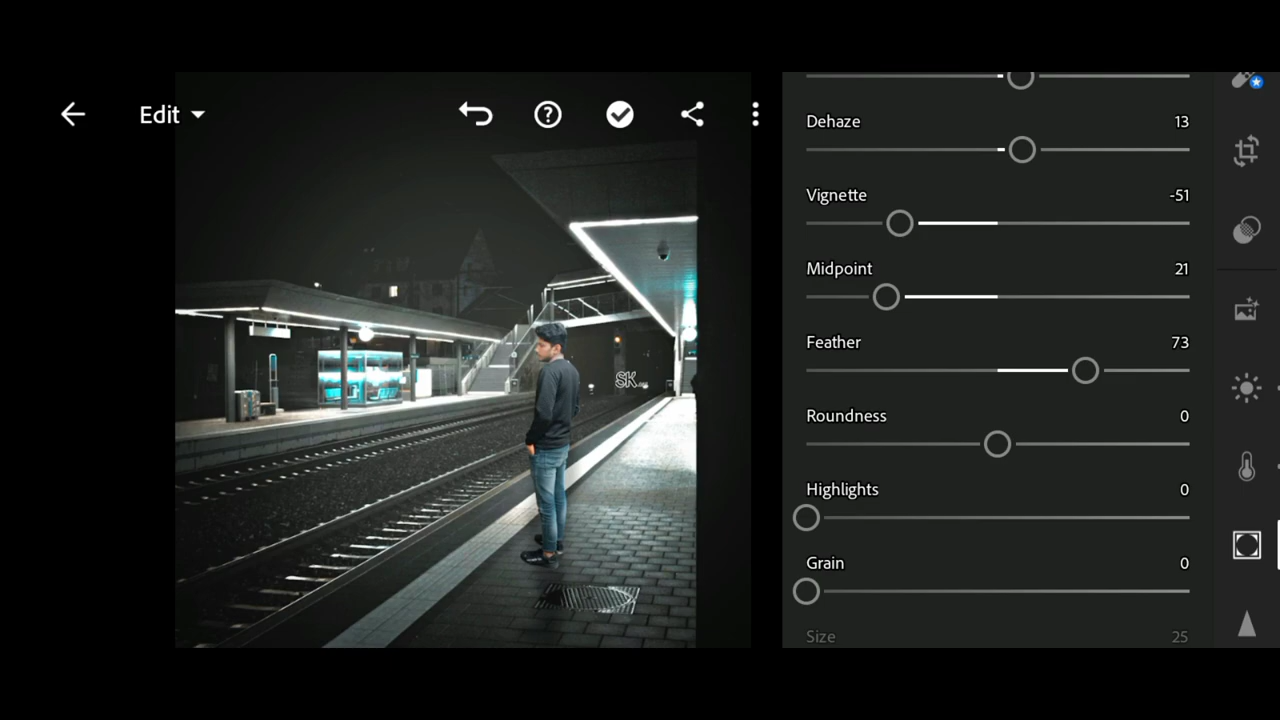 Edit
SK
Dehaze 13
Vignette -51
Midpoint 21
Feather 73
Roundness 0
Highlights 0
Grain 0
Size 25